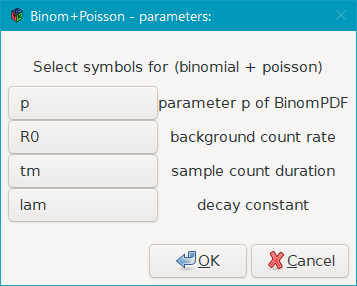 Binom+Poisson - parameters:
Select symbols for (binomial + poisson)
p parameter p of BinomPDF
R0 background count rate
tm sample count duration
lam decay constant
OK Cancel